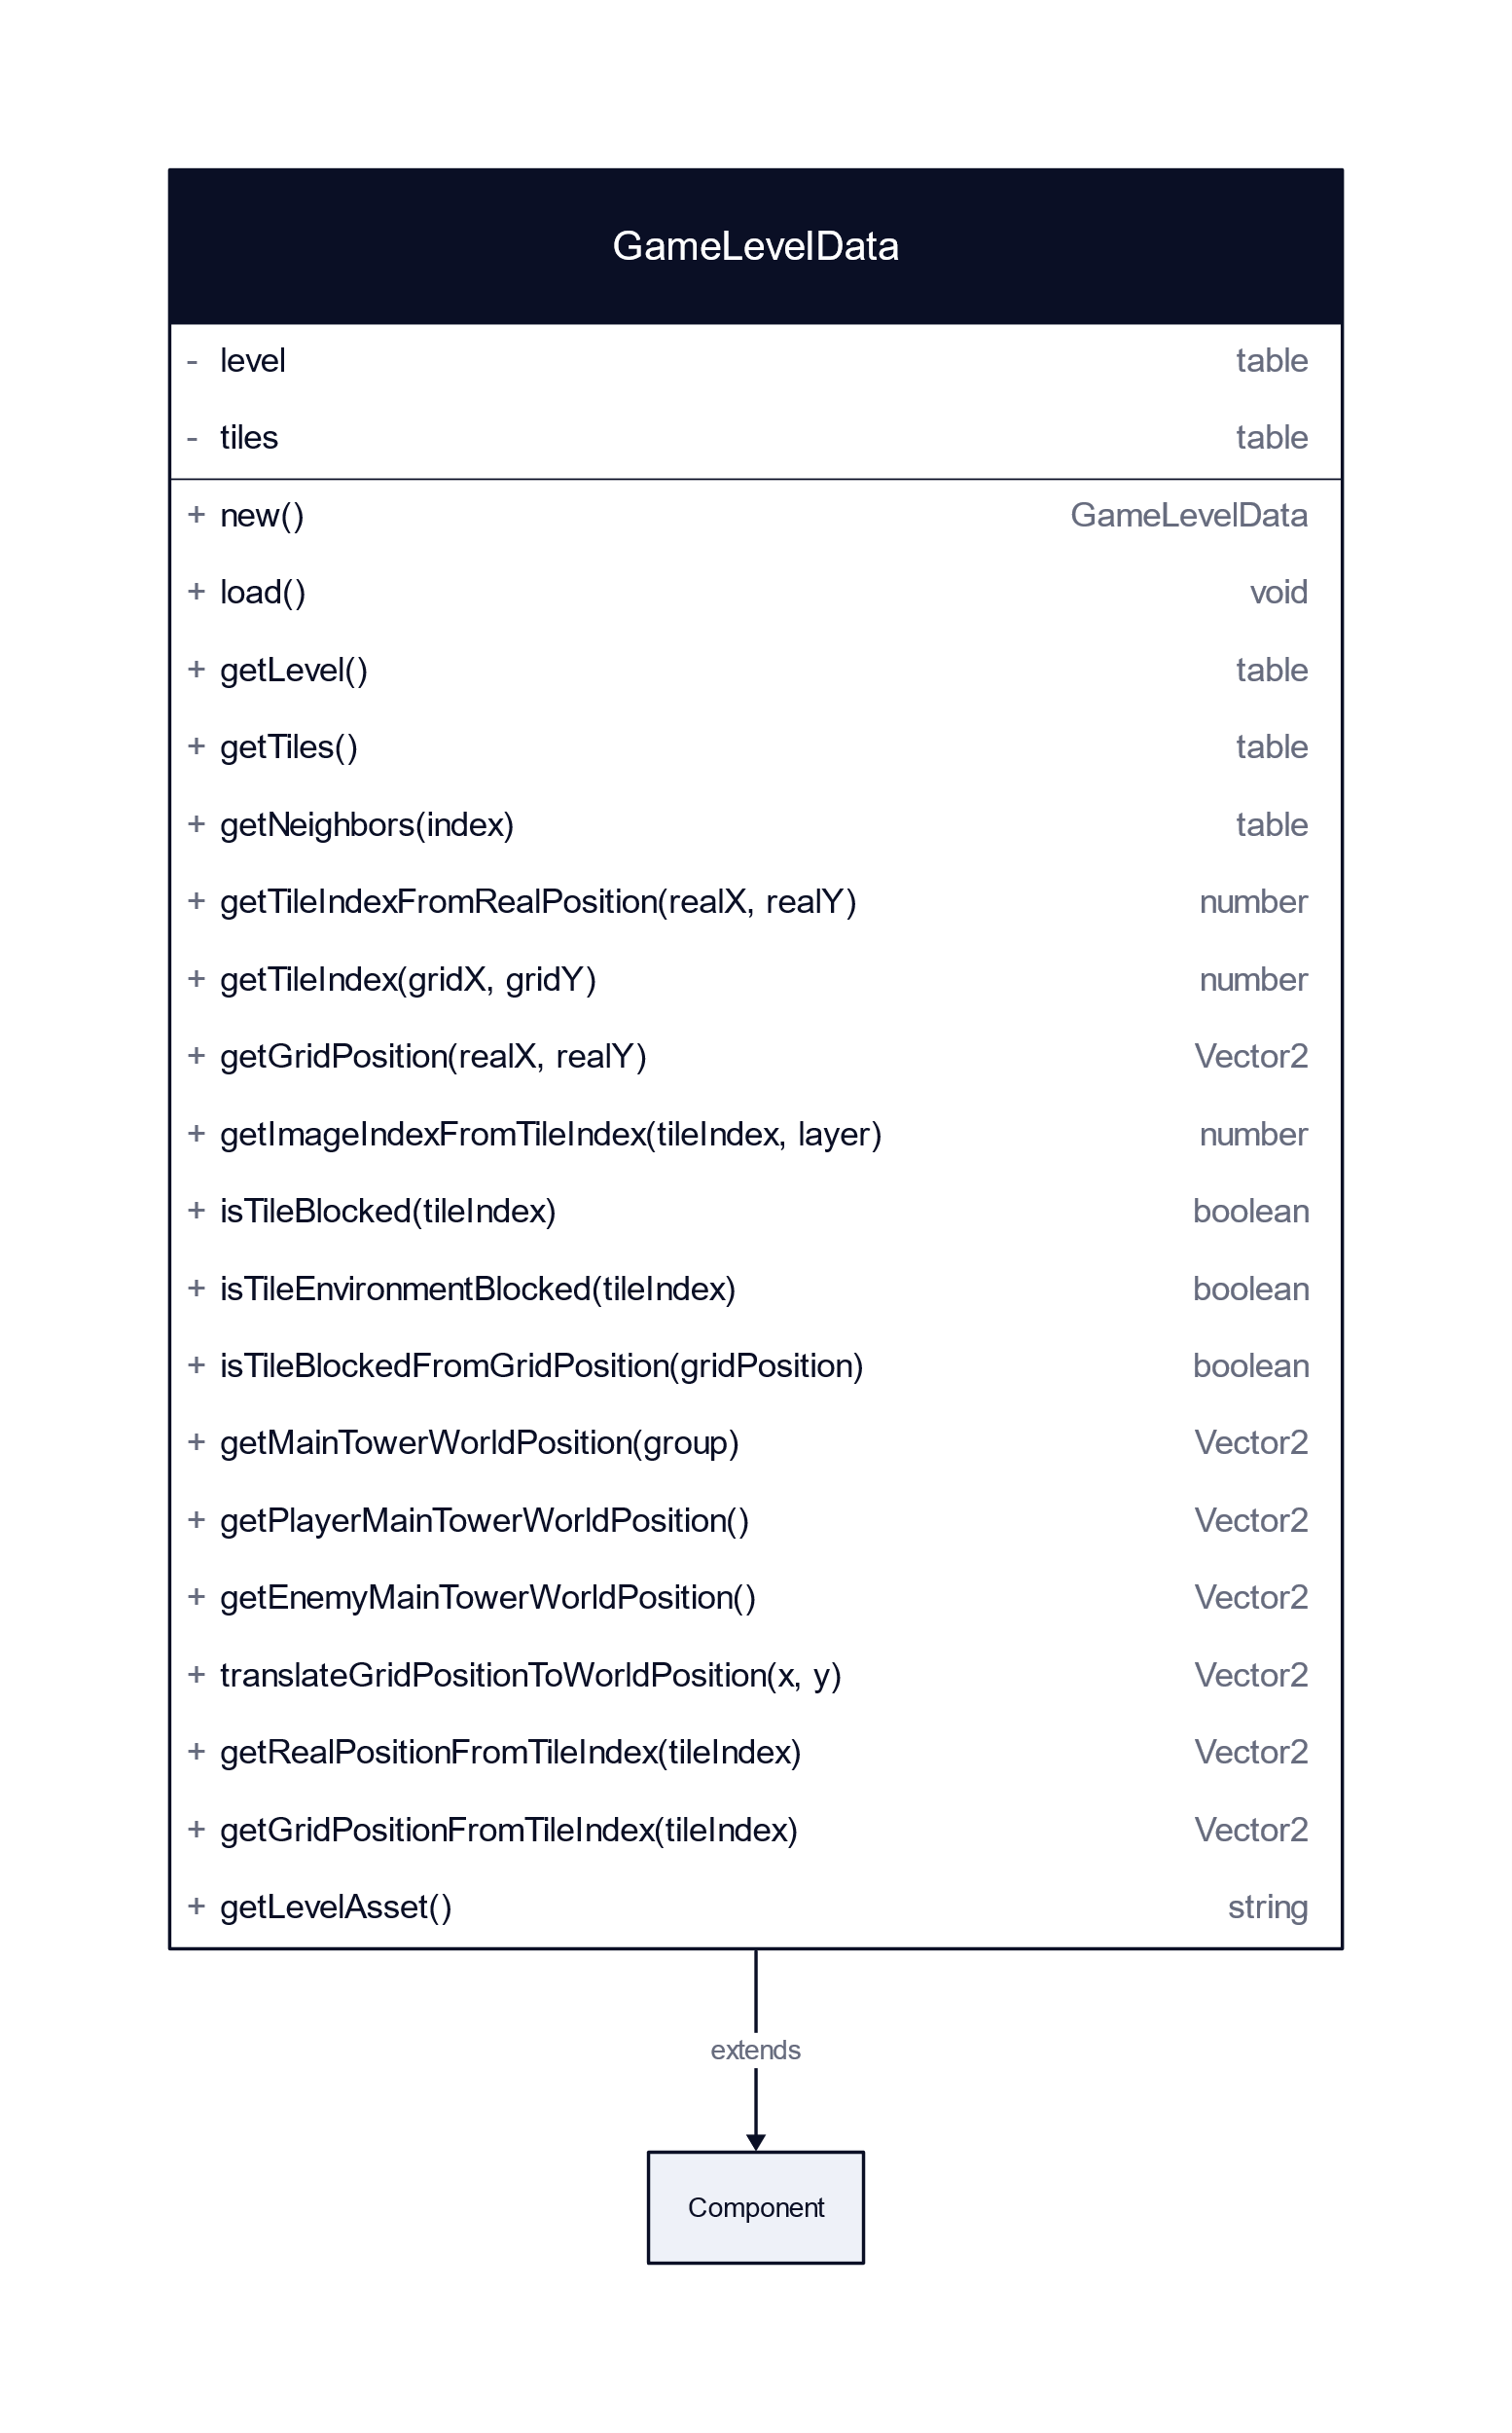 GameLevelData
- level table
- tiles table
+ new() GameLevelData
+ load() void
+ getLevel() table
+ getTiles() table
+ getNeighbors(index) table
+ getTileIndexFromRealPosition(realX, realY) number
+ getTileIndex(gridX, gridY) number
+ getGridPosition(realX, realY) Vector2
+ getImageIndexFromTileIndex(tileIndex, layer) number
+ isTileBlocked(tileIndex) boolean
+ isTileEnvironmentBlocked(tileIndex) boolean
+ isTileBlockedFromGridPosition(gridPosition) boolean
+ getMainTowerWorldPosition(group) Vector2
+ getPlayerMainTowerWorldPosition() Vector2
+ getEnemyMainTowerWorldPosition() Vector2
+ translateGridPositionToWorldPosition(x, y) Vector2
+ getRealPositionFromTileIndex(tileIndex) Vector2
+ getGridPositionFromTileIndex(tileIndex) Vector2
+ getLevelAsset() string
extends
Component